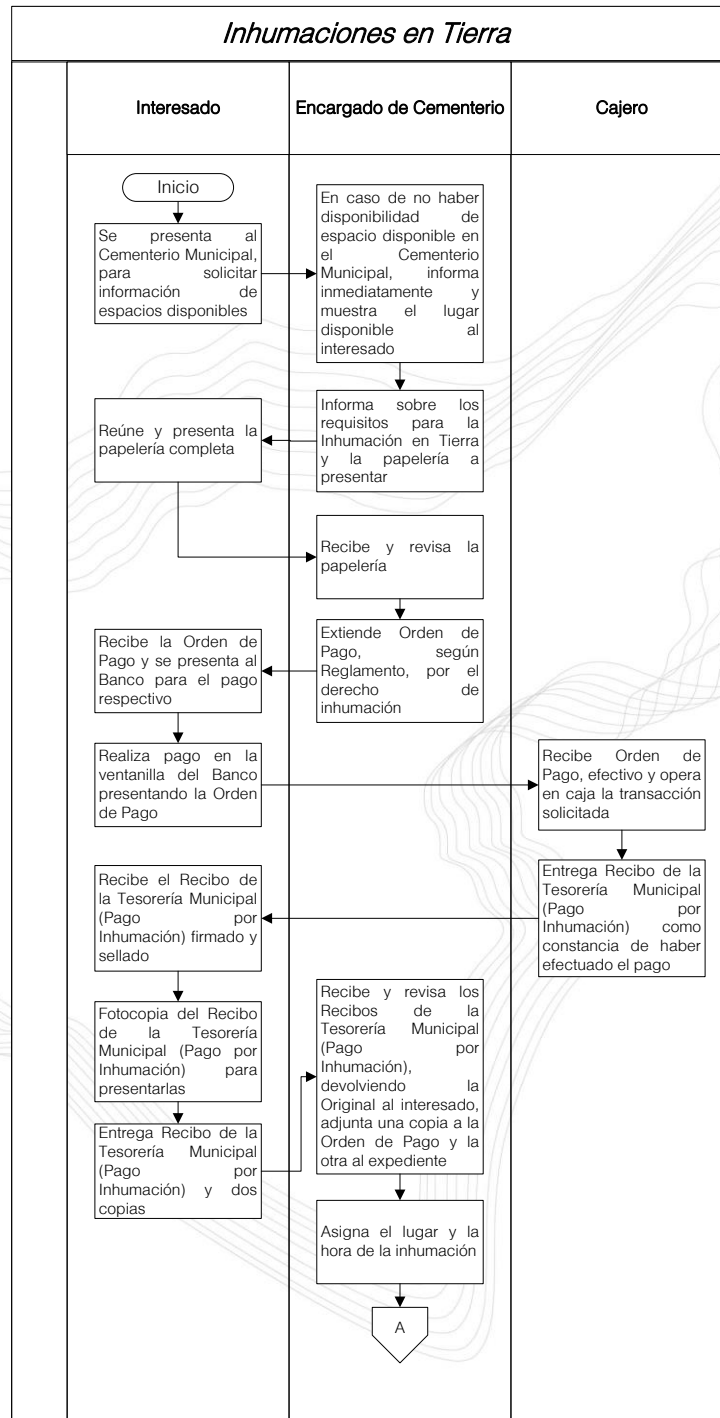 Inhumaciones en Tierra
Interesado
Encargado de Cementerio
Cajero
Inicio
Se presenta al
Cementerio Municipal,
para solicitar
información de
espacios disponibles
En caso de no haber
disponibilidad de
espacio disponible en
el Cementerio
Municipal, informa
inmediatamente y
muestra el lugar
disponible al
interesado
Informa sobre los
requisitos para la
Inhumación en Tierra
y la papelería a
presentar
Reúne y presenta la
papelería completa
Recibe y revisa la
papelería
Extiende Orden de
Pago, según
Reglamento, por el
derecho de
inhumación
Recibe la Orden de
Pago y se presenta al
Banco para el pago
respectivo
Realiza pago en la
ventanilla del Banco
presentando la Orden
de Pago
Recibe Orden de
Pago, efectivo y opera
en caja la transacción
solicitada
Entrega Recibo de la
Tesorería Municipal
(Pago por
Inhumación) como
constancia de haber
efectuado el pago
Recibe el Recibo de
la Tesorería Municipal
(Pago por
Inhumación) firmado y
sellado
Fotocopia del Recibo
de la Tesorería
Municipal (Pago por
Inhumación) para
presentarlas
Entrega Recibo de la
Tesorería Municipal
(Pago por
Inhumación) y dos
copias
Recibe y revisa los
Recibos de la
Tesorería Municipal
(Pago por
Inhumación),
devolviendo la
Original al interesado,
adjunta una copia a la
Orden de Pago y la
otra al expediente
Asigna el lugar y la
hora de la inhumación
A